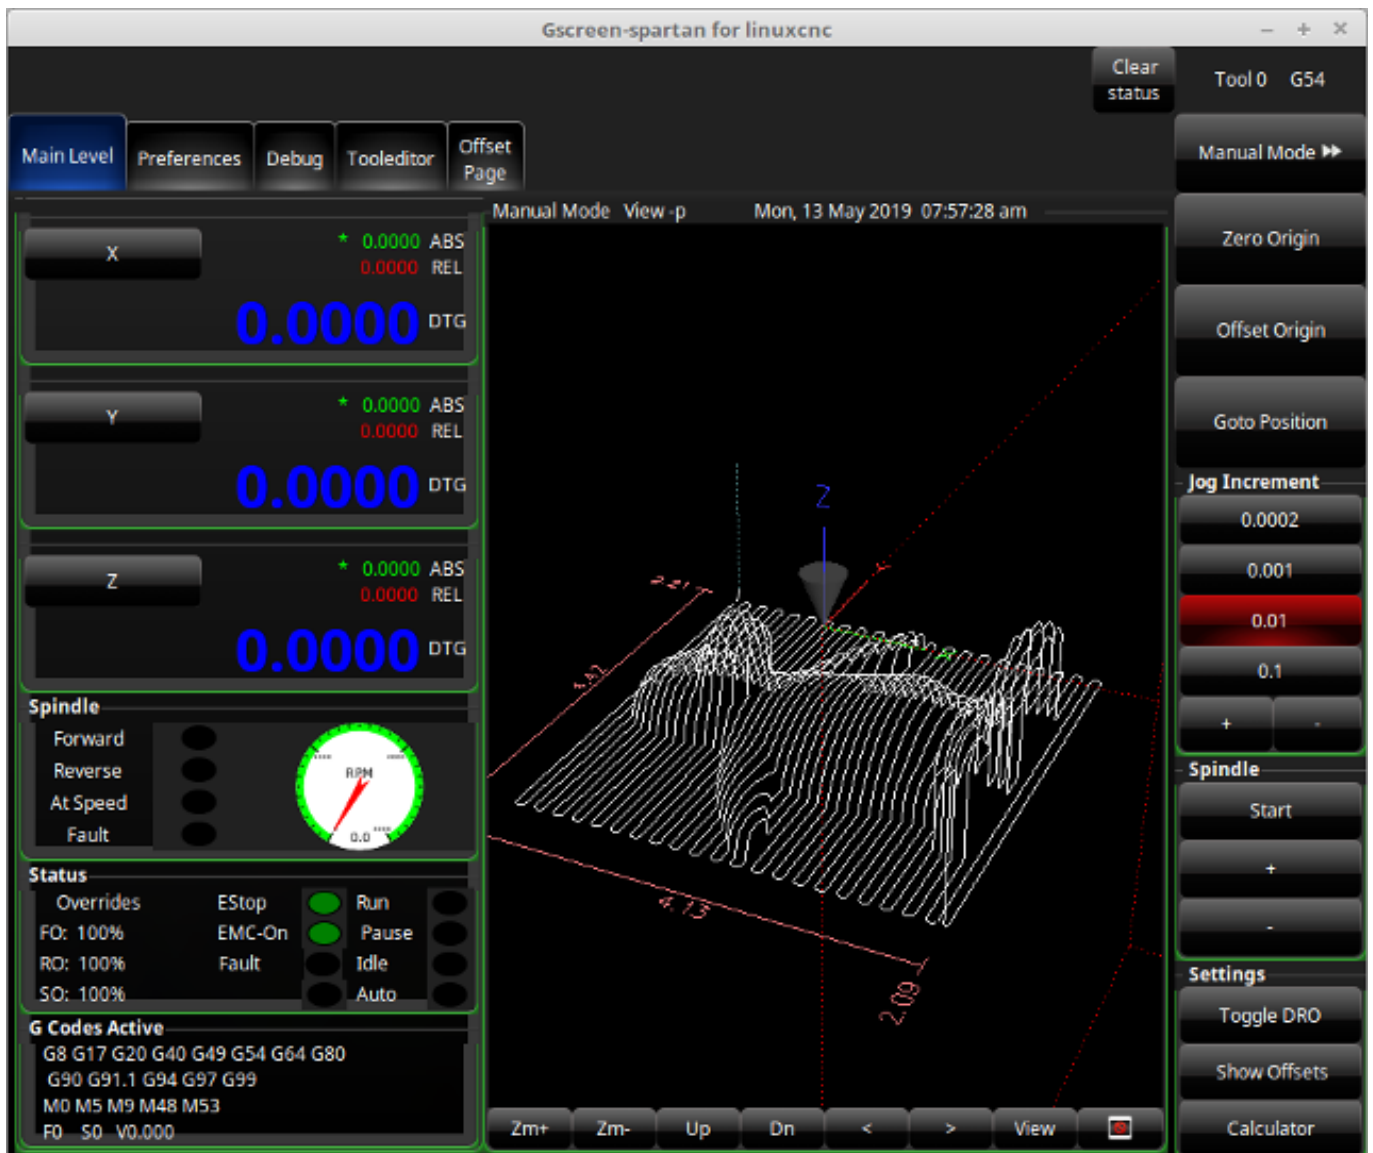 Gscreen-spartan for linuxcnc
Clear status
Tool 0 G54
Main Level
Preferences
Debug
Tooleditor
Offset Page
Manual Mode
Zero Origin
Offset Origin
Goto Position
Manual Mode View -p Mon, 13 May 2019 07:57:28 am
X
* 0.0000 ABS
0.0000 REL
0.0000 DTG
Y
* 0.0000 ABS
0.0000 REL
0.0000 DTG
Z
* 0.0000 ABS
0.0000 REL
0.0000 DTG
Spindle
Forward
Reverse
At Speed
Fault
RPM
0.0
Status
Overrides EStop Run
FO: 100% EMC-On Pause
RO: 100% Fault Idle
SO: 100% Auto
G Codes Active
G8 G17 G20 G40 G49 G54 G64 G80
G90 G91.1 G94 G97 G99
M0 M5 M9 M48 M53
F0 S0 V0.000
Z
4.13
2.09
Zm+ Zm- Up Dn < > View
Jog Increment
0.0002
0.001
0.01
0.1
+ -
Spindle
Start
+
-
Settings
Toggle DRO
Show Offsets
Calculator